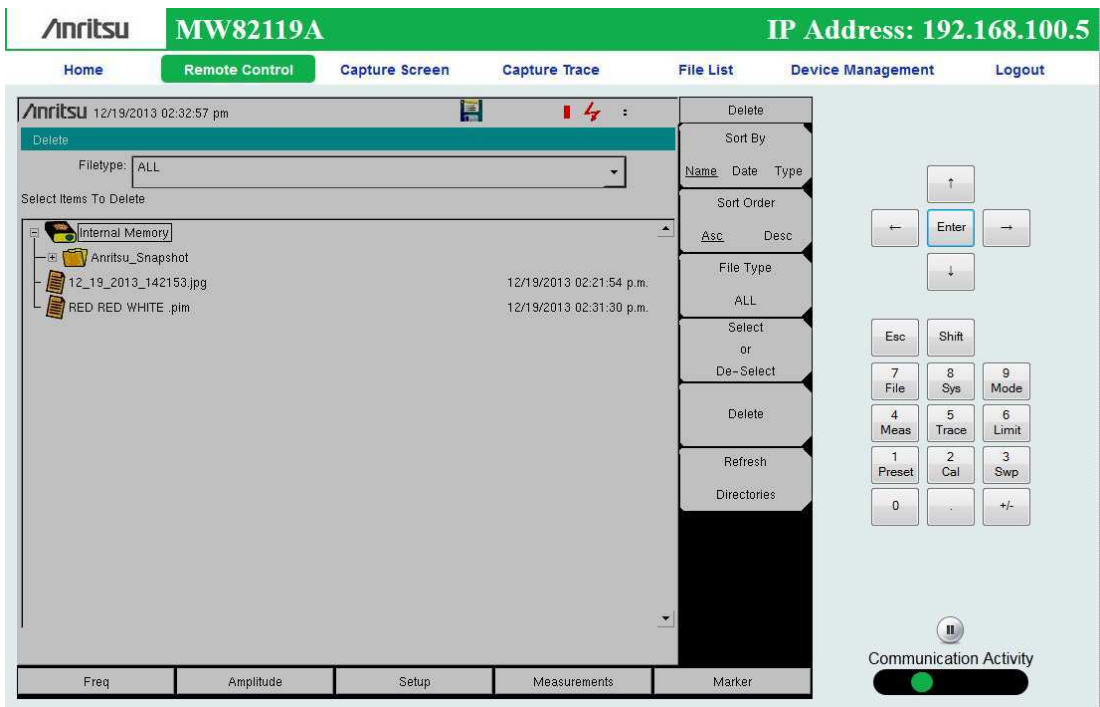 Anritsu MW82119A IP Address: 192.168.100.5
Home Remote Control Capture Screen Capture Trace File List Device Management Logout
Anritsu 12/19/2013 02:32:57 pm :
Delete
Filetype: ALL
Select Items To Delete
Internal Memory
Anritsu_Snapshot
12_19_2013_142153.jpg 12/19/2013 02:21:54 p.m.
RED RED WHITE .pim 12/19/2013 02:31:30 p.m.
Delete
Sort By
Name Date Type
Sort Order
Asc Desc
File Type
ALL
Select
or
De-Select
Delete
Refresh
Directories
Freq Amplitude Setup Measurements Marker
↑
← Enter →
↓
Esc Shift
7 8 9
File Sys Mode
4 5 6
Meas Trace Limit
1 2 3
Preset Cal Swp
0 . +/-
Communication Activity